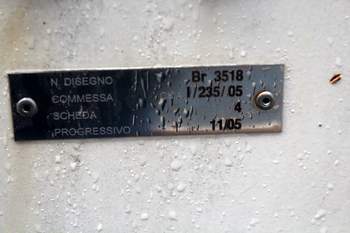 N. DISEGNO Br 3518
COMMESSA I/235/05
SCHEDA 4
PROGRESSIVO 11/05